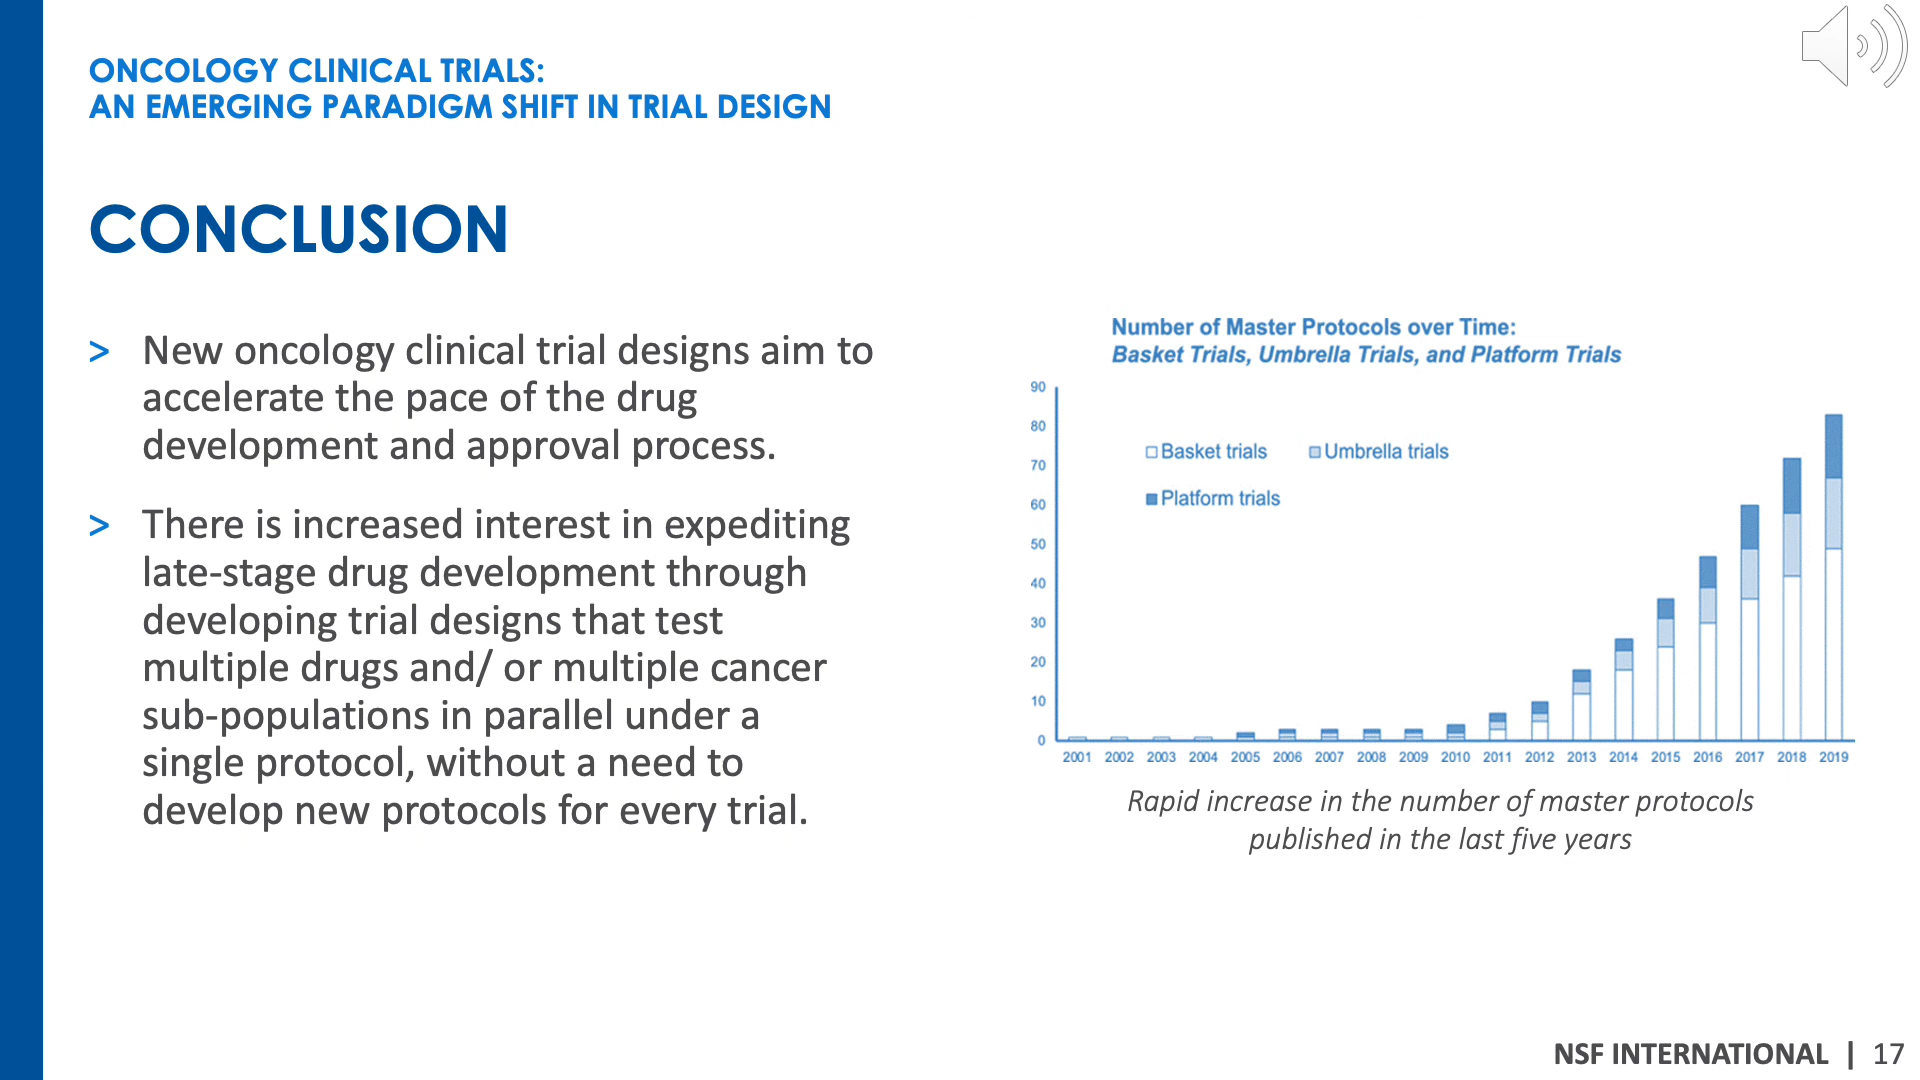 ONCOLOGY CLINICAL TRIALS:
AN EMERGING PARADIGM SHIFT IN TRIAL DESIGN
CONCLUSION
> New oncology clinical trial designs aim to
accelerate the pace of the drug
development and approval process.
> There is increased interest in expediting
late-stage drug development through
developing trial designs that test
multiple drugs and/ or multiple cancer
sub-populations in parallel under a
single protocol, without a need to
develop new protocols for every trial.
Number of Master Protocols over Time:
Basket Trials, Umbrella Trials, and Platform Trials
90
80
70
60
50
40
30
20
10
0
Basket trials Umbrella trials
Platform trials
2001 2002 2003 2004 2005 2006 2007 2008 2009 2010 2011 2012 2013 2014 2015 2016 2017 2018 2019
Rapid increase in the number of master protocols
published in the last five years
NSF INTERNATIONAL | 17